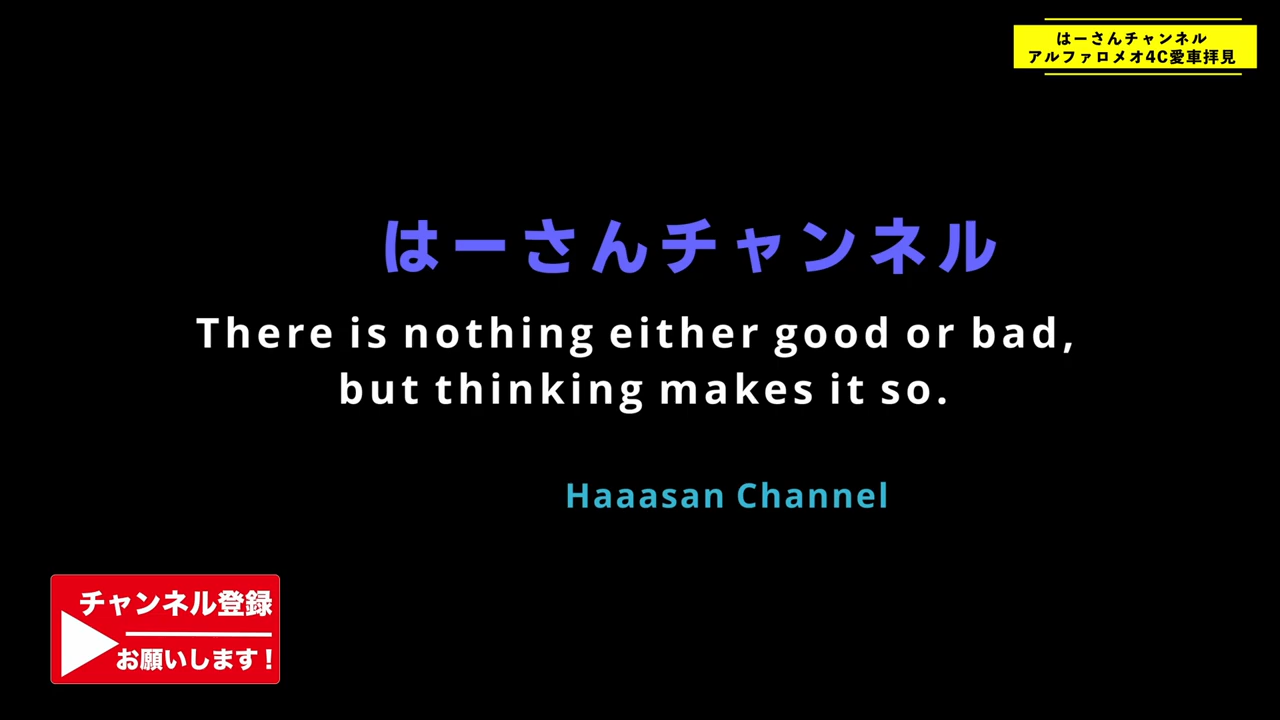 はーさんチャンネル
アルファロメオ4C愛車拝見
はーさんチャンネル
There is nothing either good or bad,
but thinking makes it so.
Haaasan Channel
チャンネル登録
お願いします!